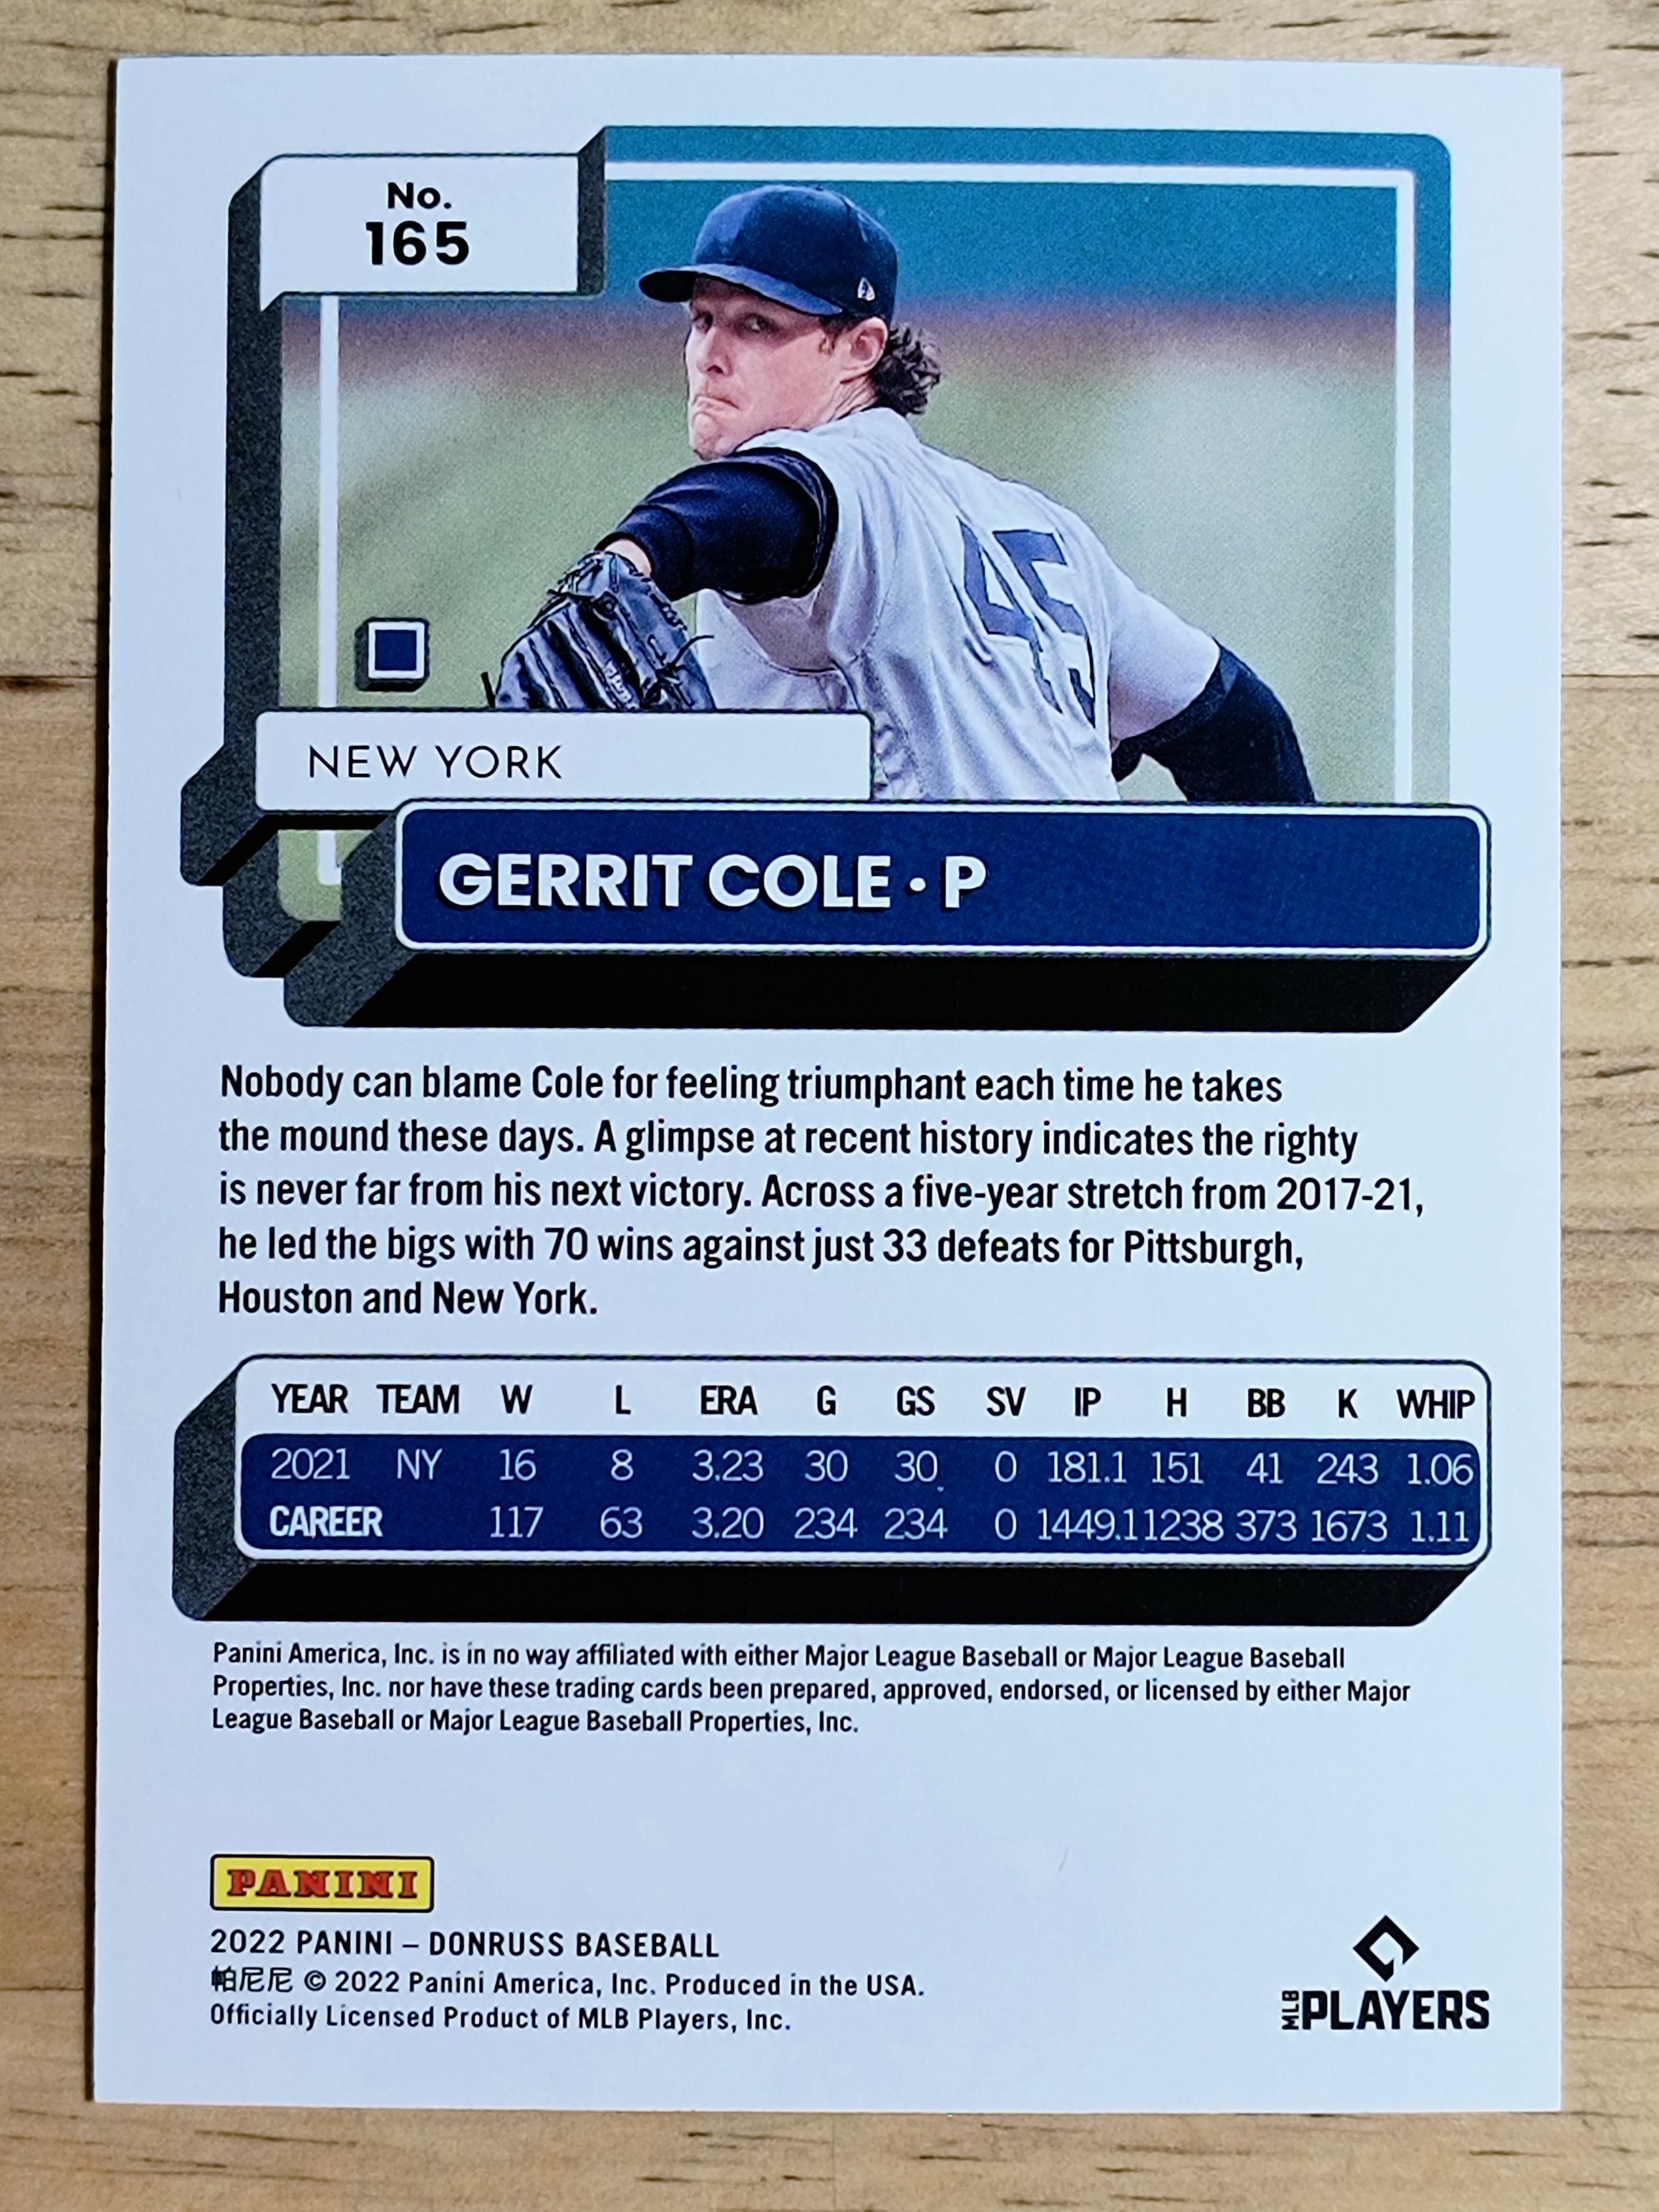 No.
165
45
NEW YORK
GERRIT COLE · P
Nobody can blame Cole for feeling triumphant each time he takes
the mound these days. A glimpse at recent history indicates the righty
is never far from his next victory. Across a five-year stretch from 2017-21,
he led the bigs with 70 wins against just 33 defeats for Pittsburgh,
Houston and New York.
YEAR TEAM W L ERA G GS SV IP H BB K WHIP
2021 NY 16 8 3.23 30 30 0 181.1 151 41 243 1.06
CAREER 117 63 3.20 234 234 0 1449.1 1238 373 1673 1.11
Panini America, Inc. is in no way affiliated with either Major League Baseball or Major League Baseball
Properties, Inc. nor have these trading cards been prepared, approved, endorsed, or licensed by either Major
League Baseball or Major League Baseball Properties, Inc.
PANINI
2022 PANINI – DONRUSS BASEBALL
帕尼尼 © 2022 Panini America, Inc. Produced in the USA.
Officially Licensed Product of MLB Players, Inc.
MLB PLAYERS